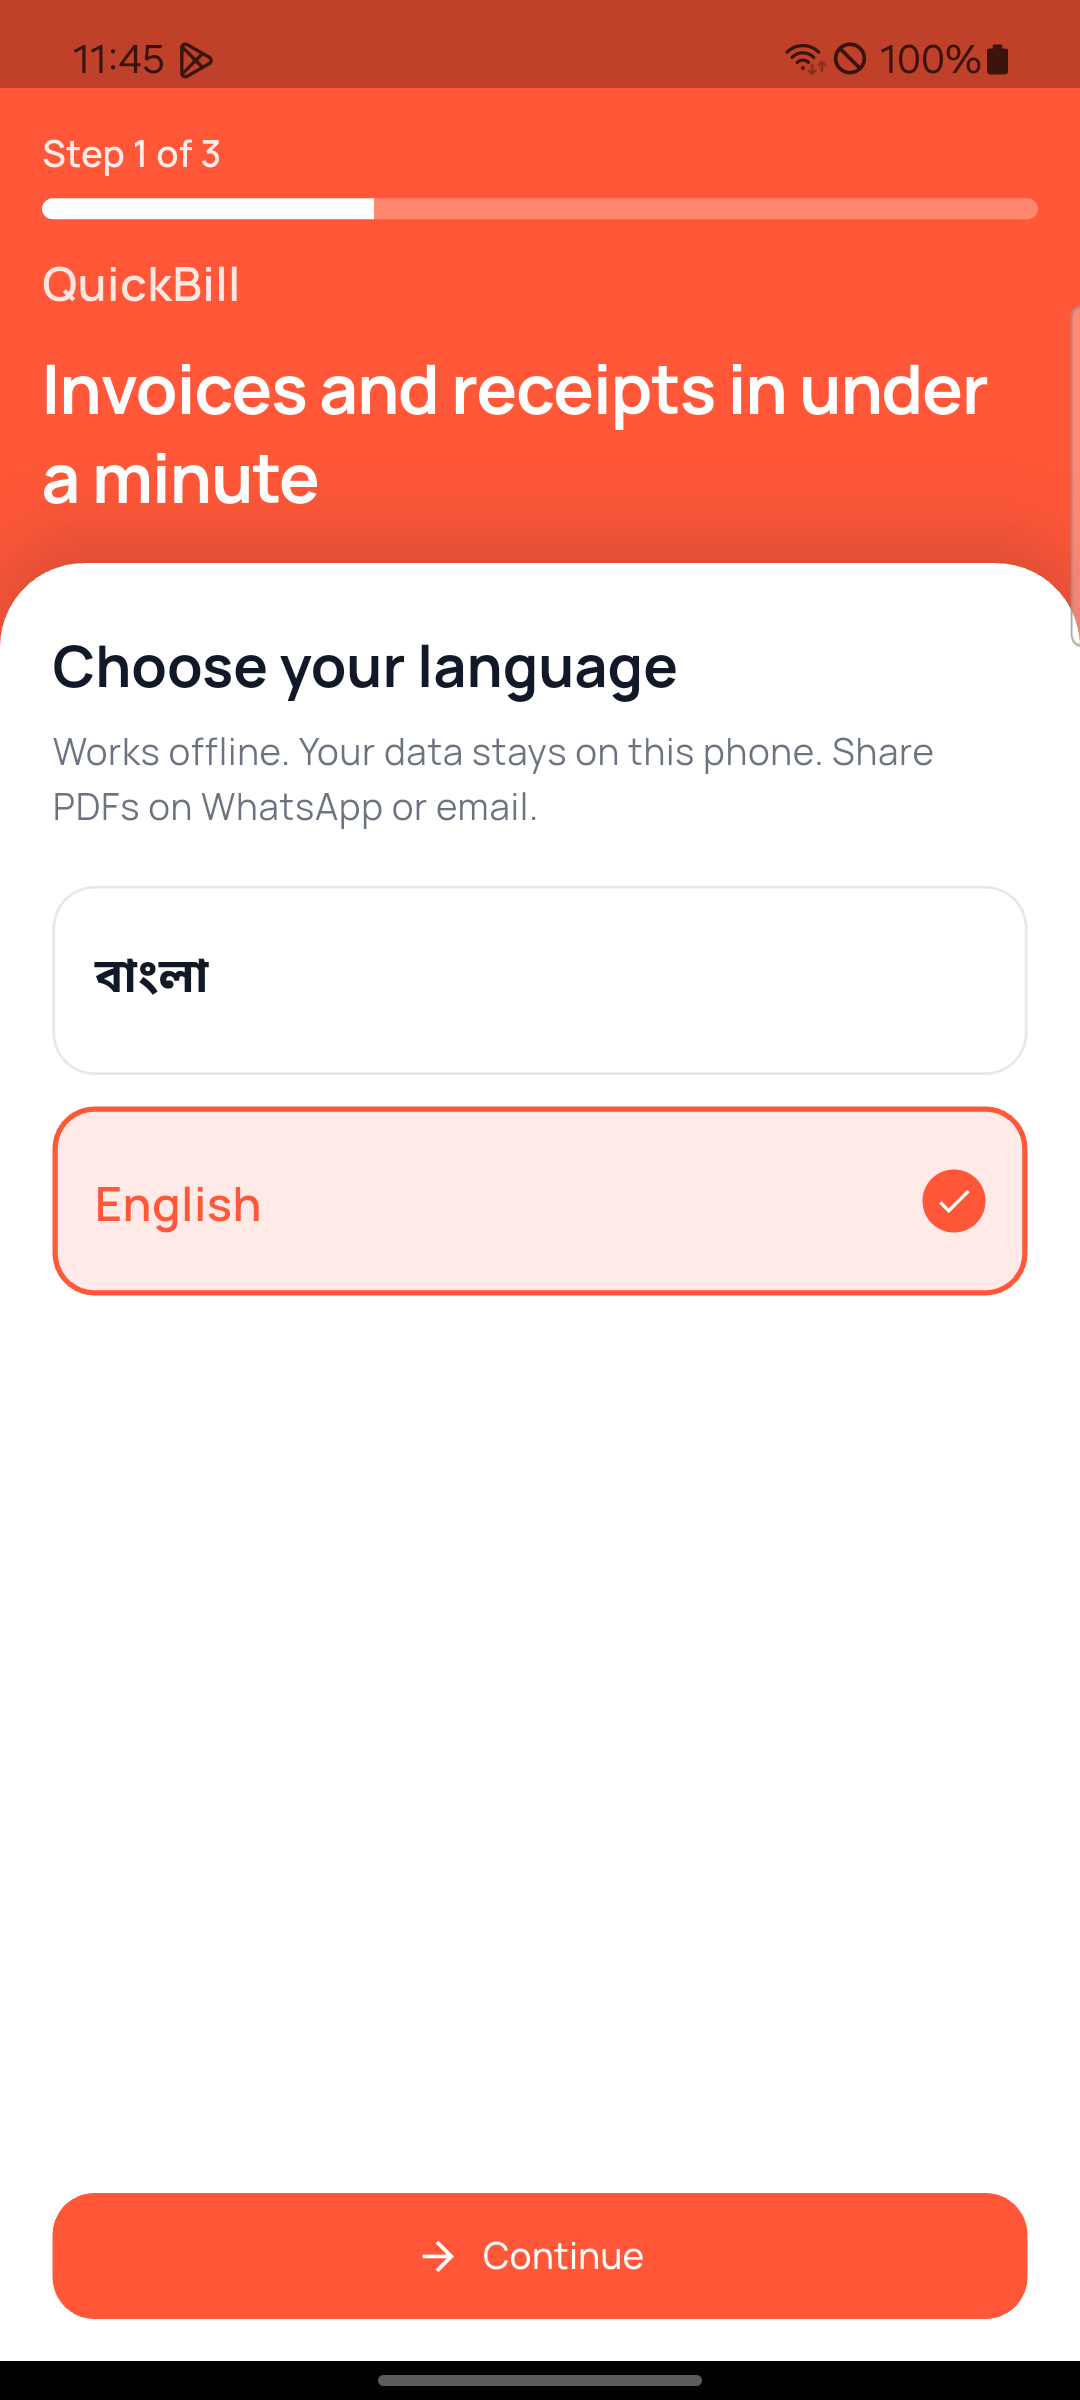 11:45
100%
Step 1 of 3
QuickBill
Invoices and receipts in under
a minute
Choose your language
Works offline. Your data stays on this phone. Share
PDFs on WhatsApp or email.
বাংলা
English
Continue